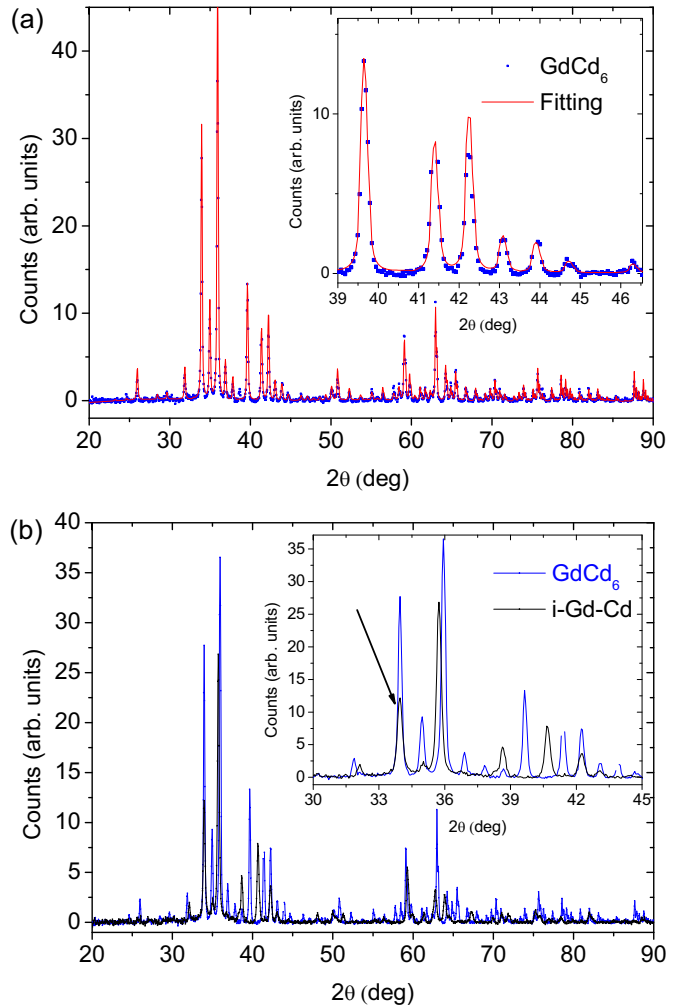 (a)
Counts (arb. units)
40
30
20
10
0
20 30 40 50 60 70 80 90
2θ (deg)
Counts (arb. units)
10
0
39 40 41 42 43 44 45 46
2θ (deg)
GdCd₆
Fitting
(b)
Counts (arb. units)
40
35
30
25
20
15
10
5
0
20 30 40 50 60 70 80 90
2θ (deg)
Counts (arb. units)
35
30
25
20
15
10
5
0
30 33 36 39 42 45
2θ (deg)
GdCd₆
i-Gd-Cd